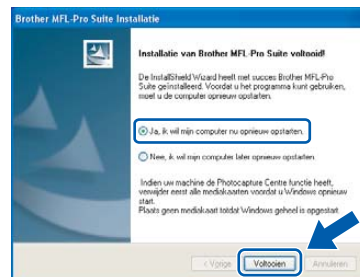 Brother MFL-Pro Suite Installatie
Installatie van Brother MFL-Pro Suite voltooid!
De InstallShield Wizard heeft met succes Brother MFL-Pro
Suite geïnstalleerd. Voordat u het programma kunt gebruiken,
moet u de computer opnieuw opstarten.
Ja, ik wil mijn computer nu opnieuw opstarten.
Nee, ik wil mijn computer later opnieuw opstarten.
Indien uw machine de Photocapture Centre functie heeft,
verwijder eerst alle mediakaarten voordat u Windows opnieuw
start.
Plaats geen mediakaart totdat Windows geheel is opgestart.
< Vorige
Voltooien
Annuleren